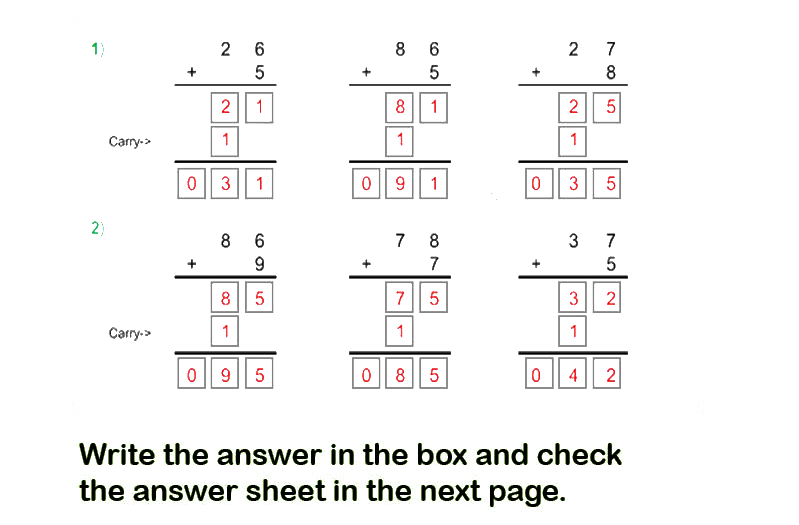 1) 2 6 8 6 2 7
+ 5 + 5 + 8
2 1 8 1 2 5
Carry-> 1 1 1
0 3 1 0 9 1 0 3 5
2) 8 6 7 8 3 7
+ 9 + 7 + 5
8 5 7 5 3 2
Carry-> 1 1 1
0 9 5 0 8 5 0 4 2
Write the answer in the box and check
the answer sheet in the next page.